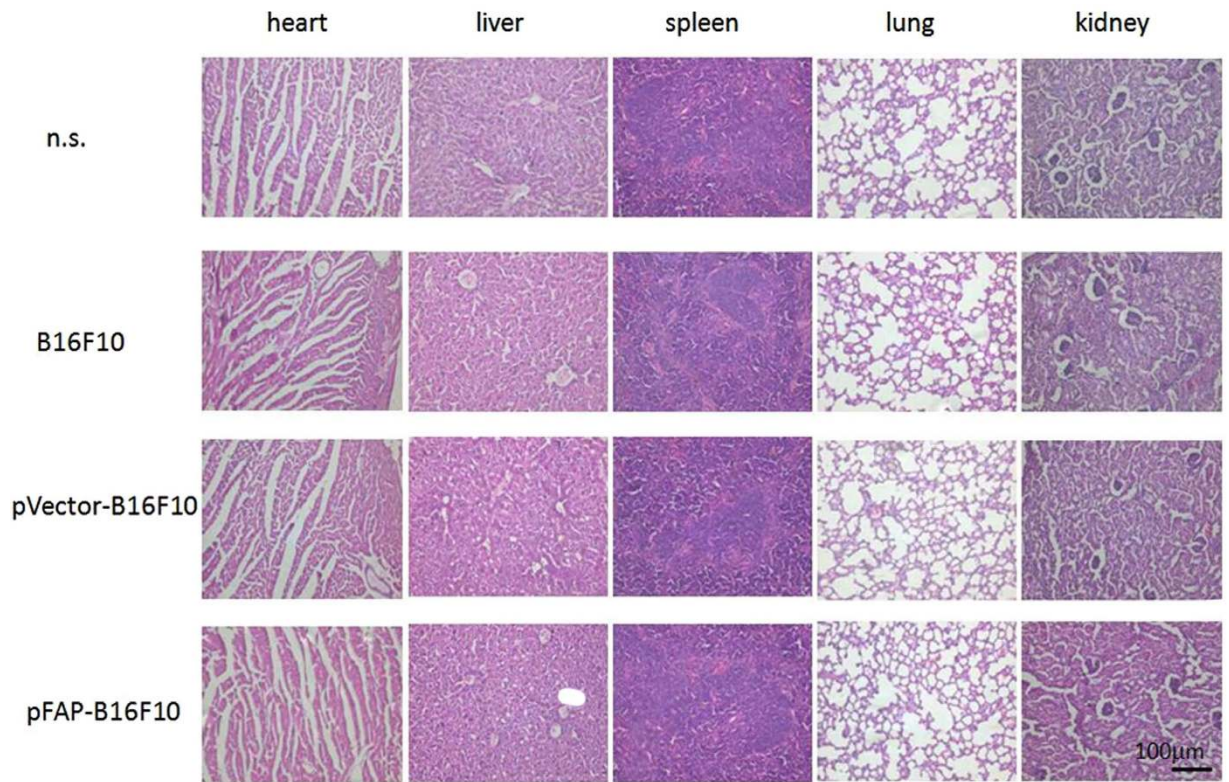 heart liver spleen lung kidney
n.s.
B16F10
pVector-B16F10
pFAP-B16F10
100μm